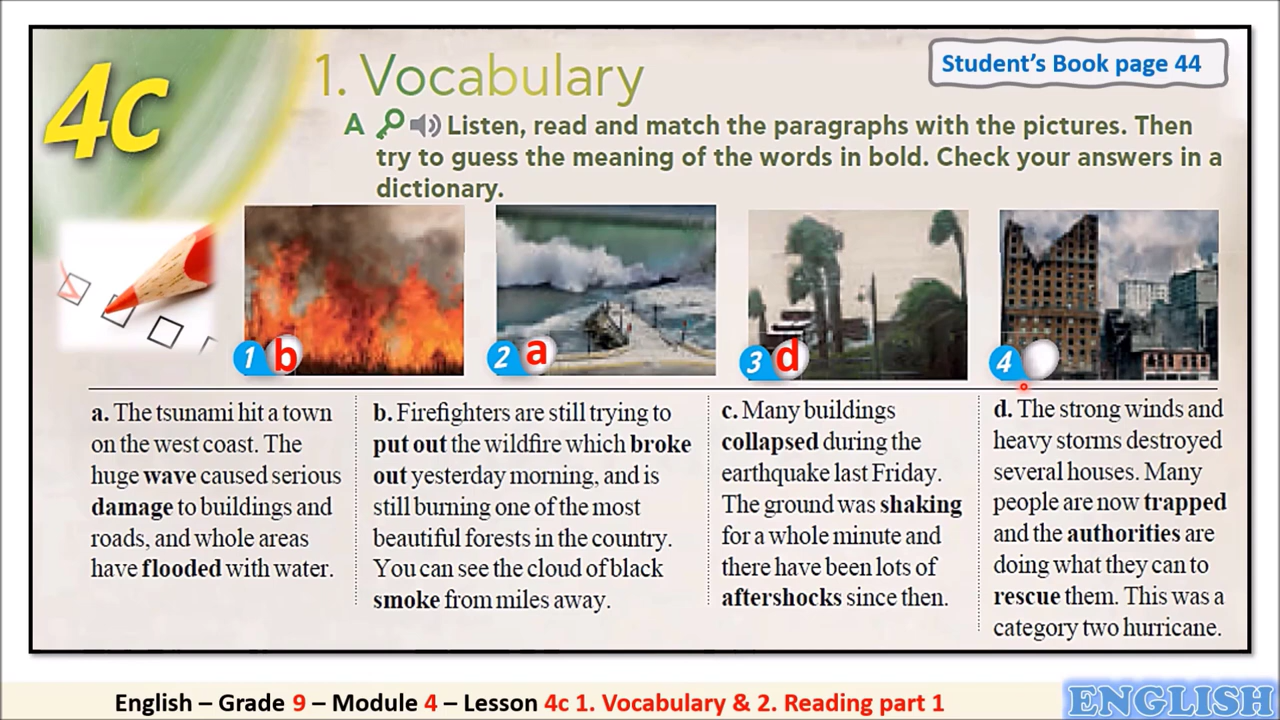 4c
1. Vocabulary
Student's Book page 44
A Listen, read and match the paragraphs with the pictures. Then
try to guess the meaning of the words in bold. Check your answers in a
dictionary.
1 b
2 a
3 d
4
a. The tsunami hit a town
on the west coast. The
huge wave caused serious
damage to buildings and
roads, and whole areas
have flooded with water.
b. Firefighters are still trying to
put out the wildfire which broke
out yesterday morning, and is
still burning one of the most
beautiful forests in the country.
You can see the cloud of black
smoke from miles away.
c. Many buildings
collapsed during the
earthquake last Friday.
The ground was shaking
for a whole minute and
there have been lots of
aftershocks since then.
d. The strong winds and
heavy storms destroyed
several houses. Many
people are now trapped
and the authorities are
doing what they can to
rescue them. This was a
category two hurricane.
English – Grade 9 – Module 4 – Lesson 4c 1. Vocabulary & 2. Reading part 1
ENGLISH